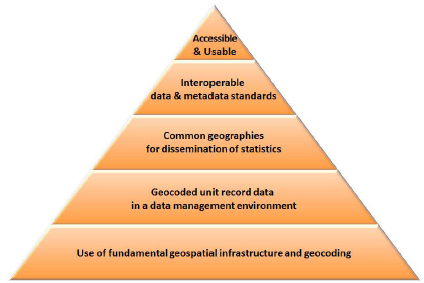 Accessible
& Usable
Interoperable
data & metadata standards
Common geographies
for dissemination of statistics
Geocoded unit record data
in a data management environment
Use of fundamental geospatial infrastructure and geocoding